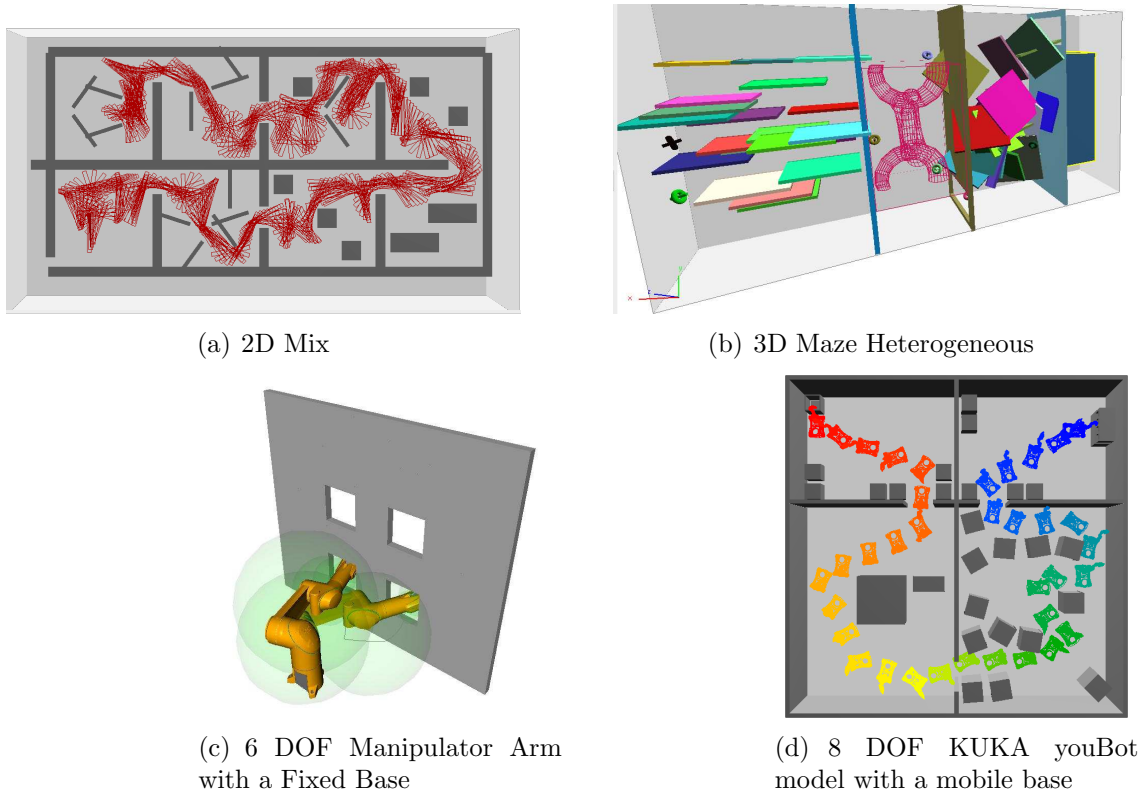 (a) 2D Mix
(b) 3D Maze Heterogeneous
(c) 6 DOF Manipulator Arm
with a Fixed Base
(d) 8 DOF KUKA youBot
model with a mobile base